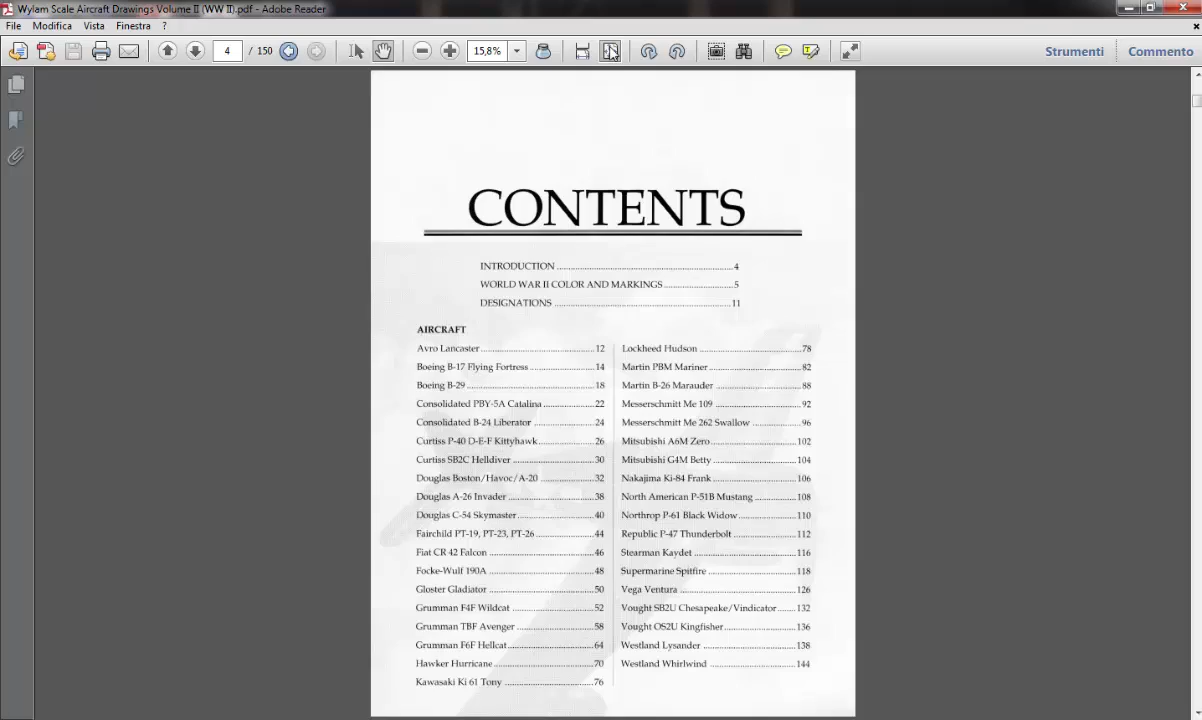 Wylam Scale Aircraft Drawings Volume II (WW II).pdf - Adobe Reader
File Modifica Vista Finestra ?
4 / 150 15,8% Strumenti Commento
CONTENTS
INTRODUCTION ........ 4
WORLD WAR II COLOR AND MARKINGS ........ 5
DESIGNATIONS ........ 11
AIRCRAFT
Avro Lancaster ........ 12
Boeing B-17 Flying Fortress ........ 14
Boeing B-29 ........ 18
Consolidated PBY-5A Catalina ........ 22
Consolidated B-24 Liberator ........ 24
Curtiss P-40 D-E-F Kittyhawk ........ 26
Curtiss SB2C Helldiver ........ 30
Douglas Boston/Havoc/A-20 ........ 32
Douglas A-26 Invader ........ 38
Douglas C-54 Skymaster ........ 40
Fairchild PT-19, PT-23, PT-26 ........ 44
Fiat CR 42 Falcon ........ 46
Focke-Wulf 190A ........ 48
Gloster Gladiator ........ 50
Grumman F4F Wildcat ........ 52
Grumman TBF Avenger ........ 58
Grumman F6F Hellcat ........ 64
Hawker Hurricane ........ 70
Kawasaki Ki 61 Tony ........ 76
Lockheed Hudson ........ 78
Martin PBM Mariner ........ 82
Martin B-26 Marauder ........ 88
Messerschmitt Me 109 ........ 92
Messerschmitt Me 262 Swallow ........ 96
Mitsubishi A6M Zero ........ 102
Mitsubishi G4M Betty ........ 104
Nakajima Ki-84 Frank ........ 106
North American P-51B Mustang ........ 108
Northrop P-61 Black Widow ........ 110
Republic P-47 Thunderbolt ........ 112
Stearman Kaydet ........ 116
Supermarine Spitfire ........ 118
Vega Ventura ........ 126
Vought SB2U Chesapeake/Vindicator ........ 132
Vought OS2U Kingfisher ........ 136
Westland Lysander ........ 138
Westland Whirlwind ........ 144